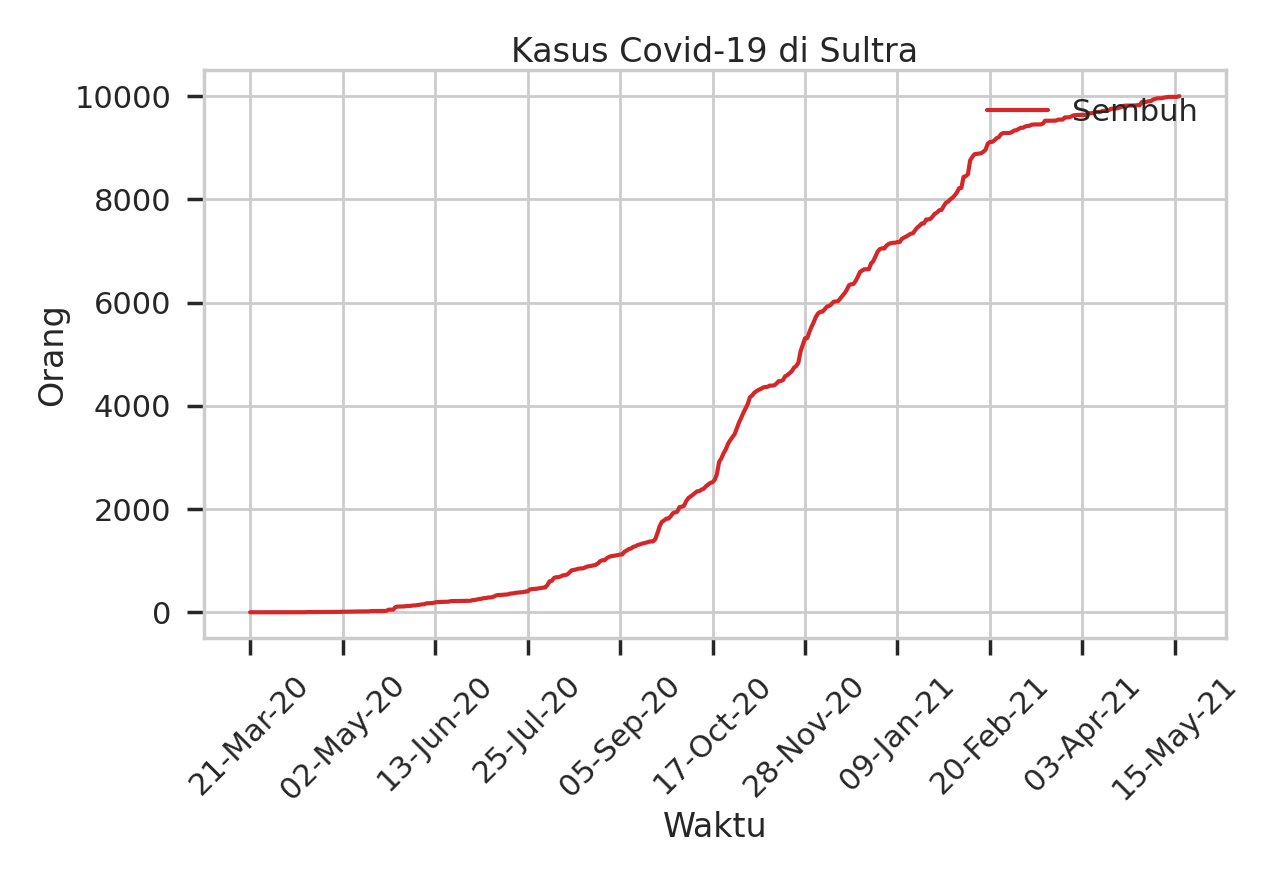 Kasus Covid-19 di Sultra
10000
8000
6000
4000
2000
0
Orang
Sembuh
21-Mar-20
02-May-20
13-Jun-20
25-Jul-20
05-Sep-20
17-Oct-20
28-Nov-20
09-Jan-21
20-Feb-21
03-Apr-21
15-May-21
Waktu